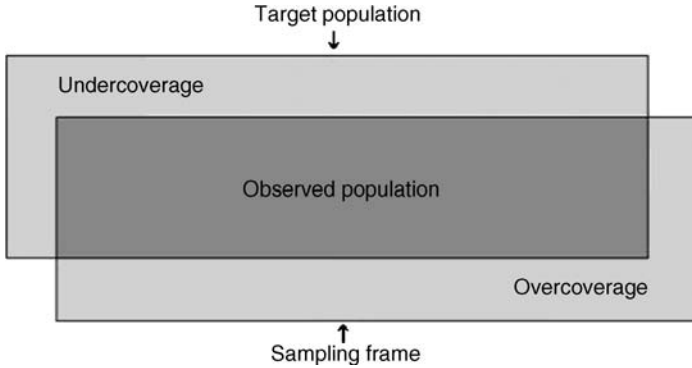 Target population
Undercoverage
Observed population
Overcoverage
Sampling frame